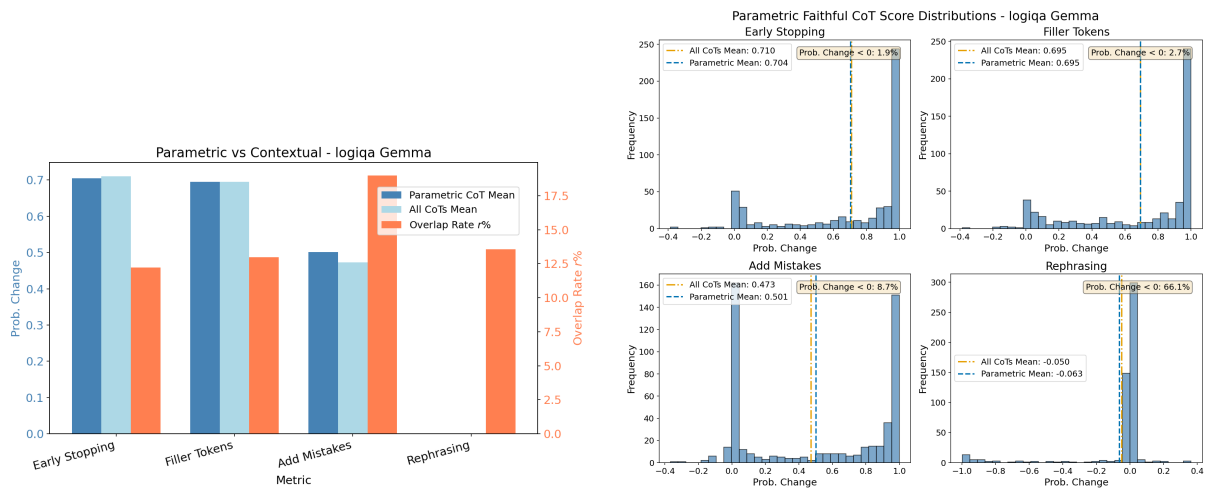 Parametric vs Contextual - logiqa Gemma
Prob. Change
0.7
0.6
0.5
0.4
0.3
0.2
0.1
0.0
Parametric CoT Mean
All CoTs Mean
Overlap Rate r%
17.5
15.0
12.5
10.0
7.5
5.0
2.5
0.0
Overlap Rate r%
Early Stopping
Filler Tokens
Add Mistakes
Rephrasing
Metric
Parametric Faithful CoT Score Distributions - logiqa Gemma
Early Stopping
All CoTs Mean: 0.710
Parametric Mean: 0.704
Prob. Change < 0: 1.9%
Frequency
250
200
150
100
50
0
−0.4 −0.2 0.0 0.2 0.4 0.6 0.8 1.0
Prob. Change
Filler Tokens
All CoTs Mean: 0.695
Parametric Mean: 0.695
Prob. Change < 0: 2.7%
Frequency
250
200
150
100
50
0
−0.4 −0.2 0.0 0.2 0.4 0.6 0.8 1.0
Prob. Change
Add Mistakes
All CoTs Mean: 0.473
Parametric Mean: 0.501
Prob. Change < 0: 8.7%
Frequency
160
140
120
100
80
60
40
20
0
−0.4 −0.2 0.0 0.2 0.4 0.6 0.8 1.0
Prob. Change
Rephrasing
Prob. Change < 0: 66.1%
All CoTs Mean: -0.050
Parametric Mean: -0.063
Frequency
300
250
200
150
100
50
0
−1.0 −0.8 −0.6 −0.4 −0.2 0.0 0.2 0.4
Prob. Change